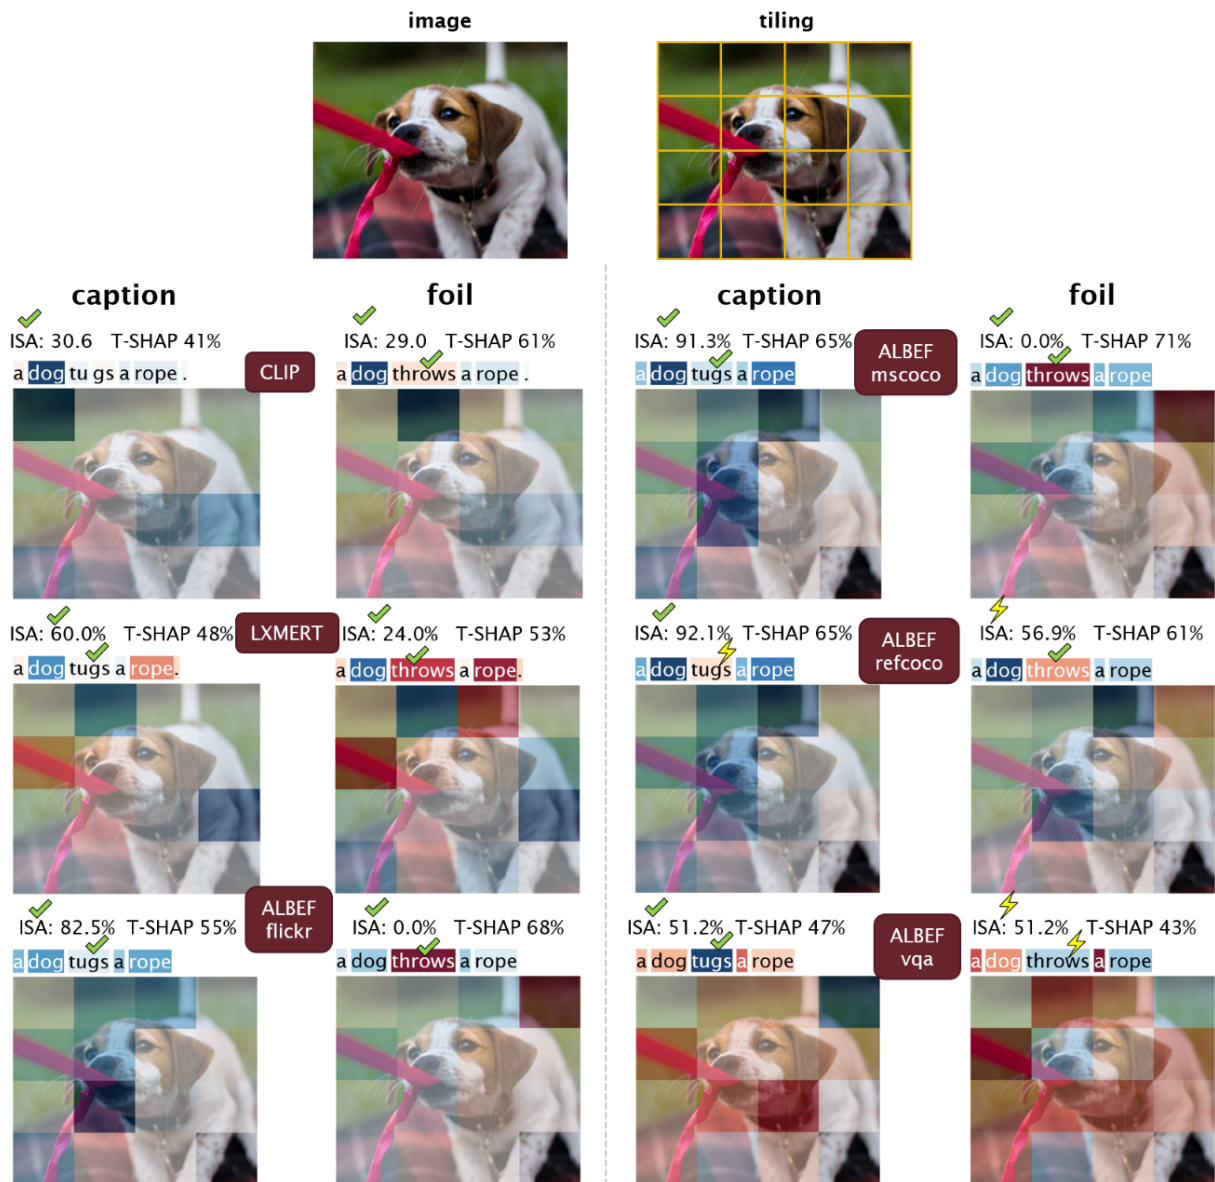 image
tiling
caption
foil
ISA: 30.6 T-SHAP 41%
a dog tugs a rope .
CLIP
ISA: 29.0 T-SHAP 61%
a dog throws a rope .
ISA: 60.0% T-SHAP 48%
a dog tugs a rope.
LXMERT
ISA: 24.0% T-SHAP 53%
a dog throws a rope.
ISA: 82.5% T-SHAP 55%
a dog tugs a rope
ALBEF
flickr
ISA: 0.0% T-SHAP 68%
a dog throws a rope
caption
foil
ISA: 91.3% T-SHAP 65%
a dog tugs a rope
ALBEF
mscoco
ISA: 0.0% T-SHAP 71%
a dog throws a rope
ISA: 92.1% T-SHAP 65%
a dog tugs a rope
ALBEF
refcoco
ISA: 56.9% T-SHAP 61%
a dog throws a rope
ISA: 51.2% T-SHAP 47%
a dog tugs a rope
ALBEF
vqa
ISA: 51.2% T-SHAP 43%
a dog throws a rope